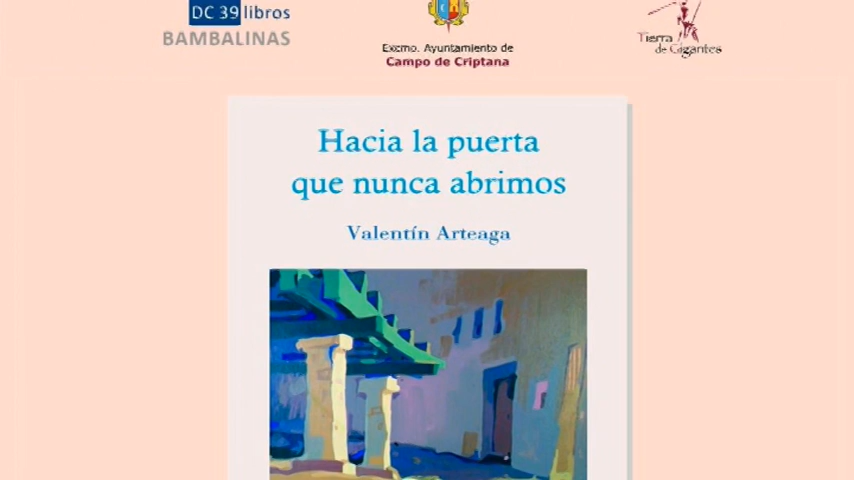 DC 39 libros
BAMBALINAS
Excmo. Ayuntamiento de
Campo de Criptana
Tierra
de Gigantes
Hacia la puerta
que nunca abrimos
Valentín Arteaga